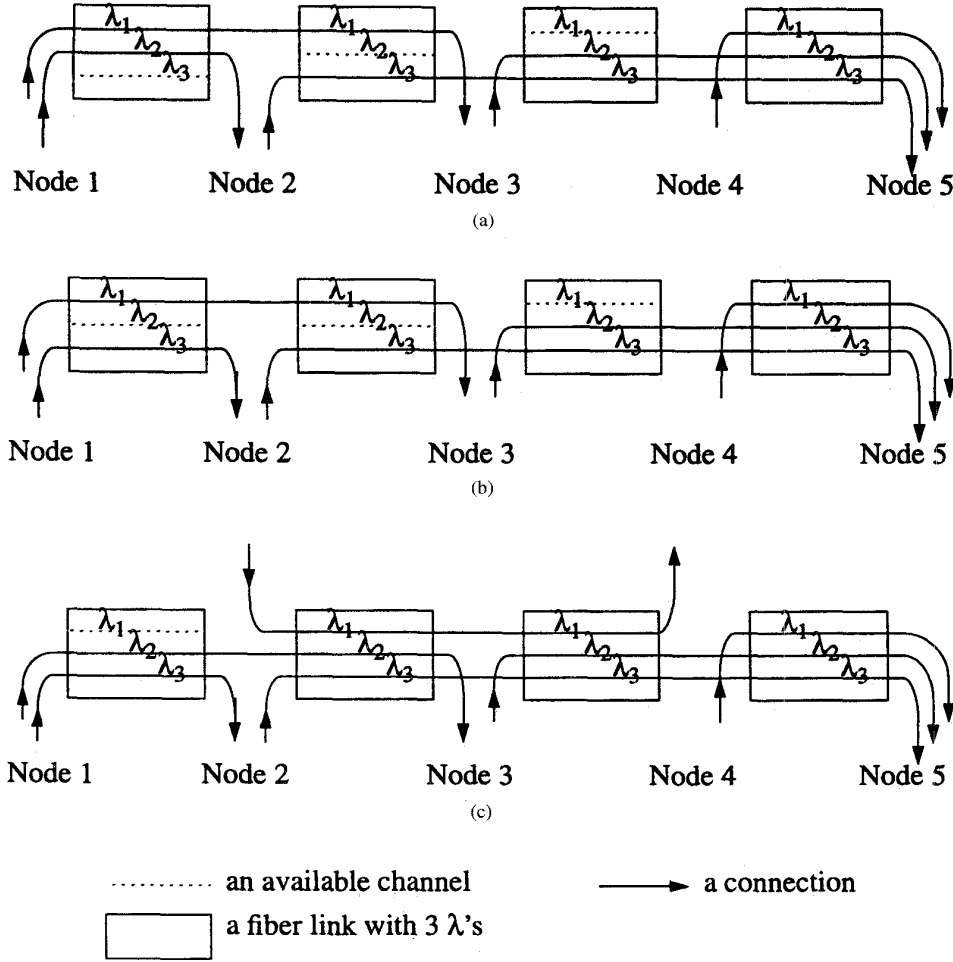 λ1 λ2 λ3 λ1 λ2 λ3 λ1 λ2 λ3 λ1 λ2 λ3
Node 1 Node 2 Node 3 Node 4 Node 5
(a)
λ1 λ2 λ3 λ1 λ2 λ3 λ1 λ2 λ3 λ1 λ2 λ3
Node 1 Node 2 Node 3 Node 4 Node 5
(b)
λ1 λ2 λ3 λ1 λ2 λ3 λ1 λ2 λ3 λ1 λ2 λ3
Node 1 Node 2 Node 3 Node 4 Node 5
(c)
an available channel a connection
a fiber link with 3 λ's